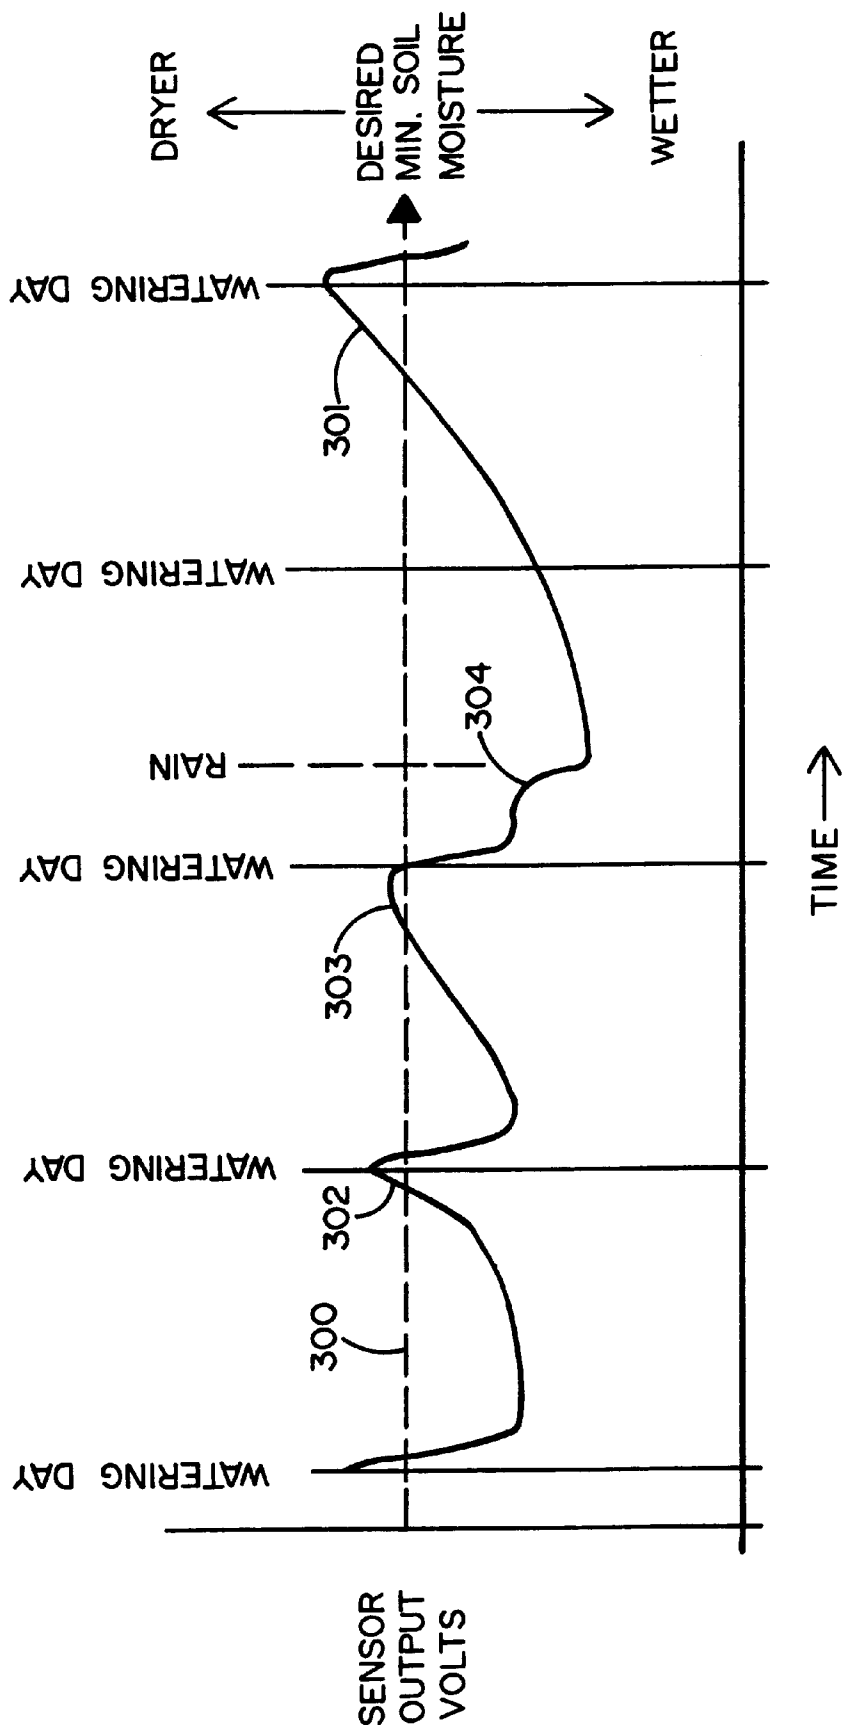 SENSOR
OUTPUT
VOLTS
WATERING DAY
WATERING DAY
WATERING DAY
RAIN
WATERING DAY
WATERING DAY
DRYER
DESIRED
MIN. SOIL
MOISTURE
WETTER
300
302
303
304
301
TIME